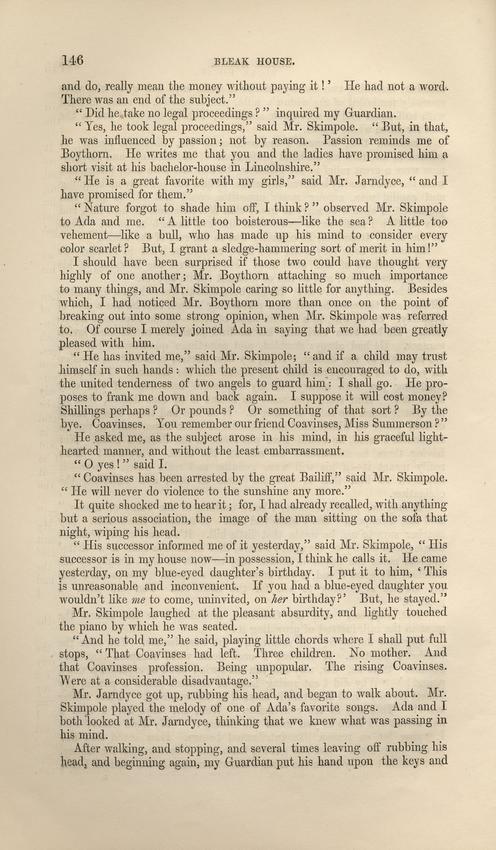 146
BLEAK HOUSE.
and do, really mean the money without paying it!’ He had not a word.
There was an end of the subject.”
“Did he take no legal proceedings?” inquired my Guardian.
“Yes, he took legal proceedings,” said Mr. Skimpole. “But, in that,
he was influenced by passion; not by reason. Passion reminds me of
Boythorn. He writes me that you and the ladies have promised him a
short visit at his bachelor-house in Lincolnshire.”
“He is a great favorite with my girls,” said Mr. Jarndyce, “and I
have promised for them.”
“Nature forgot to shade him off, I think?” observed Mr. Skimpole
to Ada and me. “A little too boisterous—like the sea? A little too
vehement—like a bull, who has made up his mind to consider every
color scarlet? But, I grant a sledge-hammering sort of merit in him!”
I should have been surprised if those two could have thought very
highly of one another; Mr. Boythorn attaching so much importance
to many things, and Mr. Skimpole caring so little for anything. Besides
which, I had noticed Mr. Boythorn more than once on the point of
breaking out into some strong opinion, when Mr. Skimpole was referred
to. Of course I merely joined Ada in saying that we had been greatly
pleased with him.
“He has invited me,” said Mr. Skimpole; “and if a child may trust
himself in such hands: which the present child is encouraged to do, with
the united tenderness of two angels to guard him: I shall go. He pro-
poses to frank me down and back again. I suppose it will cost money?
Shillings perhaps? Or pounds? Or something of that sort? By the
bye. Coavinses. You remember our friend Coavinses, Miss Summerson?”
He asked me, as the subject arose in his mind, in his graceful light-
hearted manner, and without the least embarrassment.
“O yes!” said I.
“Coavinses has been arrested by the great Bailiff,” said Mr. Skimpole.
“He will never do violence to the sunshine any more.”
It quite shocked me to hear it; for, I had already recalled, with anything
but a serious association, the image of the man sitting on the sofa that
night, wiping his head.
“His successor informed me of it yesterday,” said Mr. Skimpole, “His
successor is in my house now—in possession, I think he calls it. He came
yesterday, on my blue-eyed daughter’s birthday. I put it to him, ‘This
is unreasonable and inconvenient. If you had a blue-eyed daughter you
wouldn’t like me to come, uninvited, on her birthday?’ But, he stayed.”
Mr. Skimpole laughed at the pleasant absurdity, and lightly touched
the piano by which he was seated.
“And he told me,” he said, playing little chords where I shall put full
stops, “That Coavinses had left. Three children. No mother. And
that Coavinses profession. Being unpopular. The rising Coavinses.
Were at a considerable disadvantage.”
Mr. Jarndyce got up, rubbing his head, and began to walk about. Mr.
Skimpole played the melody of one of Ada’s favorite songs. Ada and I
both looked at Mr. Jarndyce, thinking that we knew what was passing in
his mind.
After walking, and stopping, and several times leaving off rubbing his
head, and beginning again, my Guardian put his hand upon the keys and